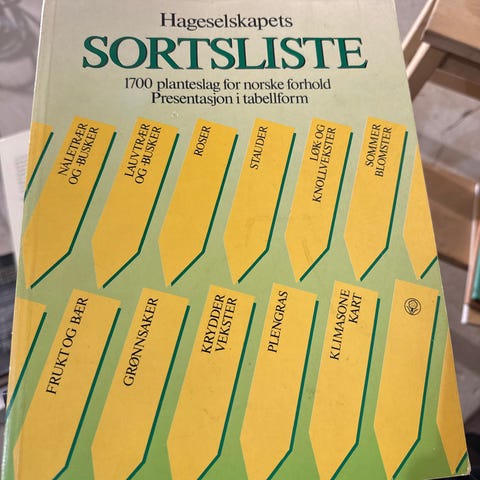 Hageselskapets
SORTSLISTE
1700 planteslag for norske forhold
Presentasjon i tabellform
NÅLETRÆR
OG BUSKER
LAUVTRÆR
OG BUSKER
ROSER
STAUDER
LØK- OG
KNOLLVEKSTER
SOMMER
BLOMSTER
FRUKT OG BÆR
GRØNNSAKER
KRYDDER
VEKSTER
PLENGRAS
KLIMASONE
KART